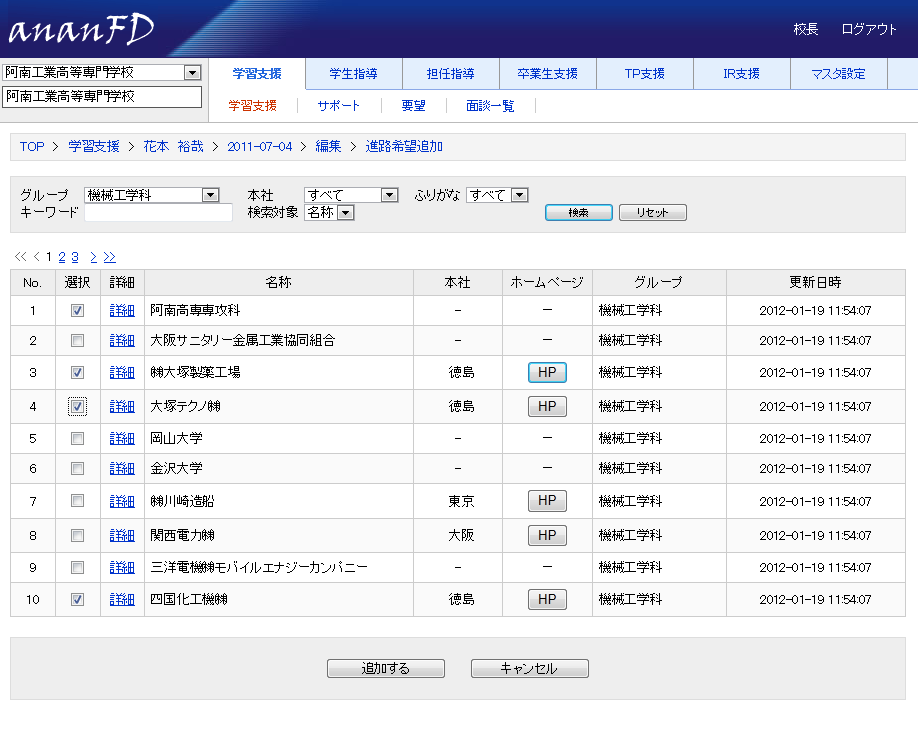 ananFD
校長 ログアウト
阿南工業高等専門学校
阿南工業高等専門学校
学習支援 学生指導 担任指導 卒業生支援 TP支援 IR支援 マスタ設定
学習支援 サポート 要望 面談一覧
TOP > 学習支援 > 花本 裕哉 > 2011-07-04 > 編集 > 進路希望追加
グループ 機械工学科 本社 すべて ふりがな すべて
キーワード 検索対象 名称 検索 リセット
<< < 1 2 3 > >>
No. 選択 詳細 名称 本社 ホームページ グループ 更新日時
1 詳細 阿南高専専攻科 − − 機械工学科 2012-01-19 11:54:07
2 詳細 大阪サニタリー金属工業協同組合 − − 機械工学科 2012-01-19 11:54:07
3 詳細 ㈱大塚製薬工場 徳島 HP 機械工学科 2012-01-19 11:54:07
4 詳細 大塚テクノ㈱ 徳島 HP 機械工学科 2012-01-19 11:54:07
5 詳細 岡山大学 − − 機械工学科 2012-01-19 11:54:07
6 詳細 金沢大学 − − 機械工学科 2012-01-19 11:54:07
7 詳細 ㈱川崎造船 東京 HP 機械工学科 2012-01-19 11:54:07
8 詳細 関西電力㈱ 大阪 HP 機械工学科 2012-01-19 11:54:07
9 詳細 三洋電機㈱モバイルエナジーカンパニー − − 機械工学科 2012-01-19 11:54:07
10 詳細 四国化工機㈱ 徳島 HP 機械工学科 2012-01-19 11:54:07
追加する キャンセル